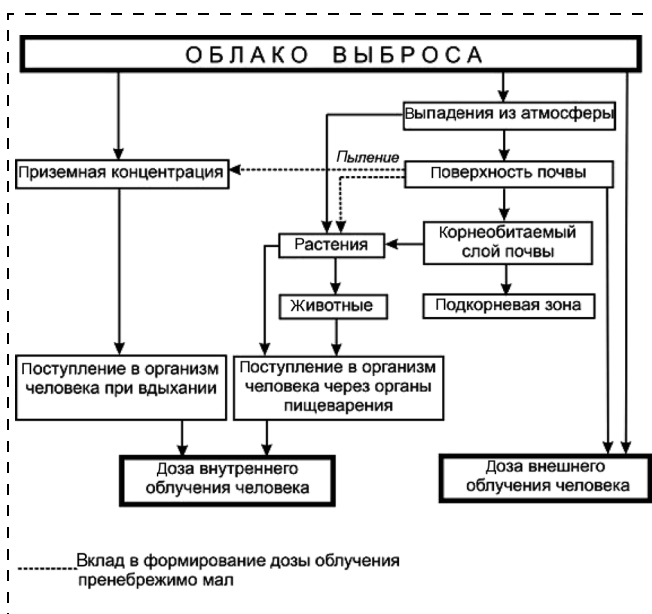 ОБЛАКО ВЫБРОСА
Выпадения из атмосферы
Пыление
Приземная концентрация
Поверхность почвы
Корнеобитаемый
слой почвы
Растения
Животные
Подкорневая зона
Поступление в организм
человека при вдыхании
Поступление в организм
человека через органы
пищеварения
Доза внутреннего
облучения человека
Доза внешнего
облучения человека
Вклад в формирование дозы облучения
пренебрежимо мал